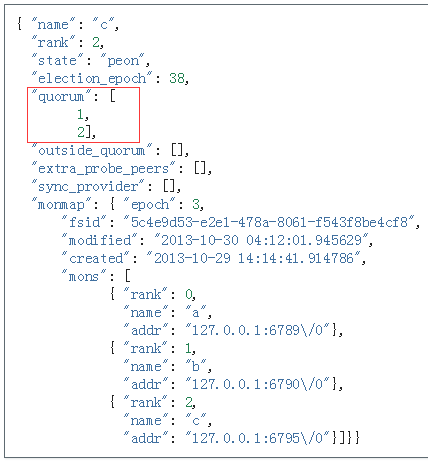 { "name": "c",
"rank": 2,
"state": "peon",
"election_epoch": 38,
"quorum": [
1,
2],
"outside_quorum": [],
"extra_probe_peers": [],
"sync_provider": [],
"monmap": { "epoch": 3,
"fsid": "5c4e9d53-e2e1-478a-8061-f543f8be4cf8",
"modified": "2013-10-30 04:12:01.945629",
"created": "2013-10-29 14:14:41.914786",
"mons": [
{ "rank": 0,
"name": "a",
"addr": "127.0.0.1:6789\/0"},
{ "rank": 1,
"name": "b",
"addr": "127.0.0.1:6790\/0"},
{ "rank": 2,
"name": "c",
"addr": "127.0.0.1:6795\/0"}]}}